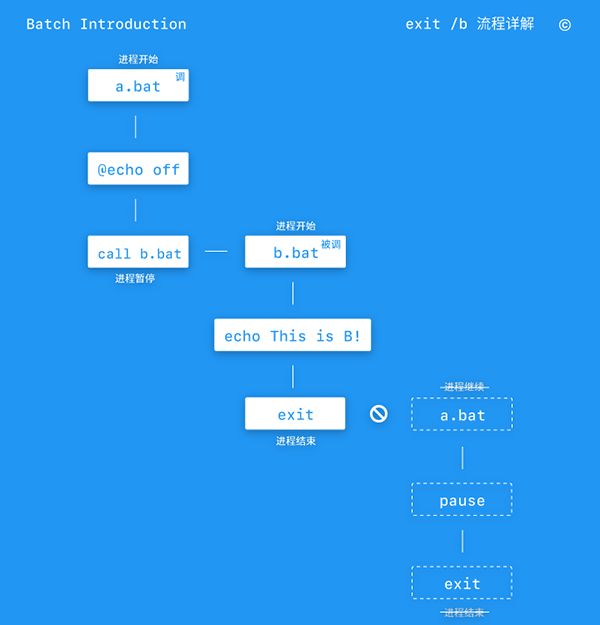 Batch Introduction
exit /b 流程详解 ©
进程开始
a.bat 调
@echo off
call b.bat
进程暂停
进程开始
b.bat 被调
echo This is B!
exit
进程结束
进程继续
a.bat
pause
exit
进程结束